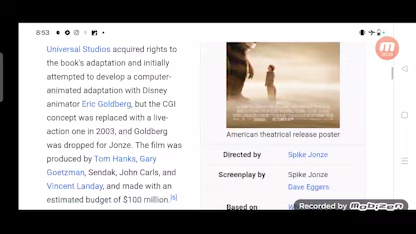 8:53
Universal Studios acquired rights to
the book's adaptation and initially
attempted to develop a computer-
animated adaptation with Disney
animator Eric Goldberg, but the CGI
concept was replaced with a live-
action one in 2003, and Goldberg
was dropped for Jonze. The film was
produced by Tom Hanks, Gary
Goetzman, Sendak, John Carls, and
Vincent Landay, and made with an
estimated budget of $100 million.[6]
American theatrical release poster
Directed by Spike Jonze
Screenplay by Spike Jonze
Dave Eggers
Based on
Recorded by Mobizen